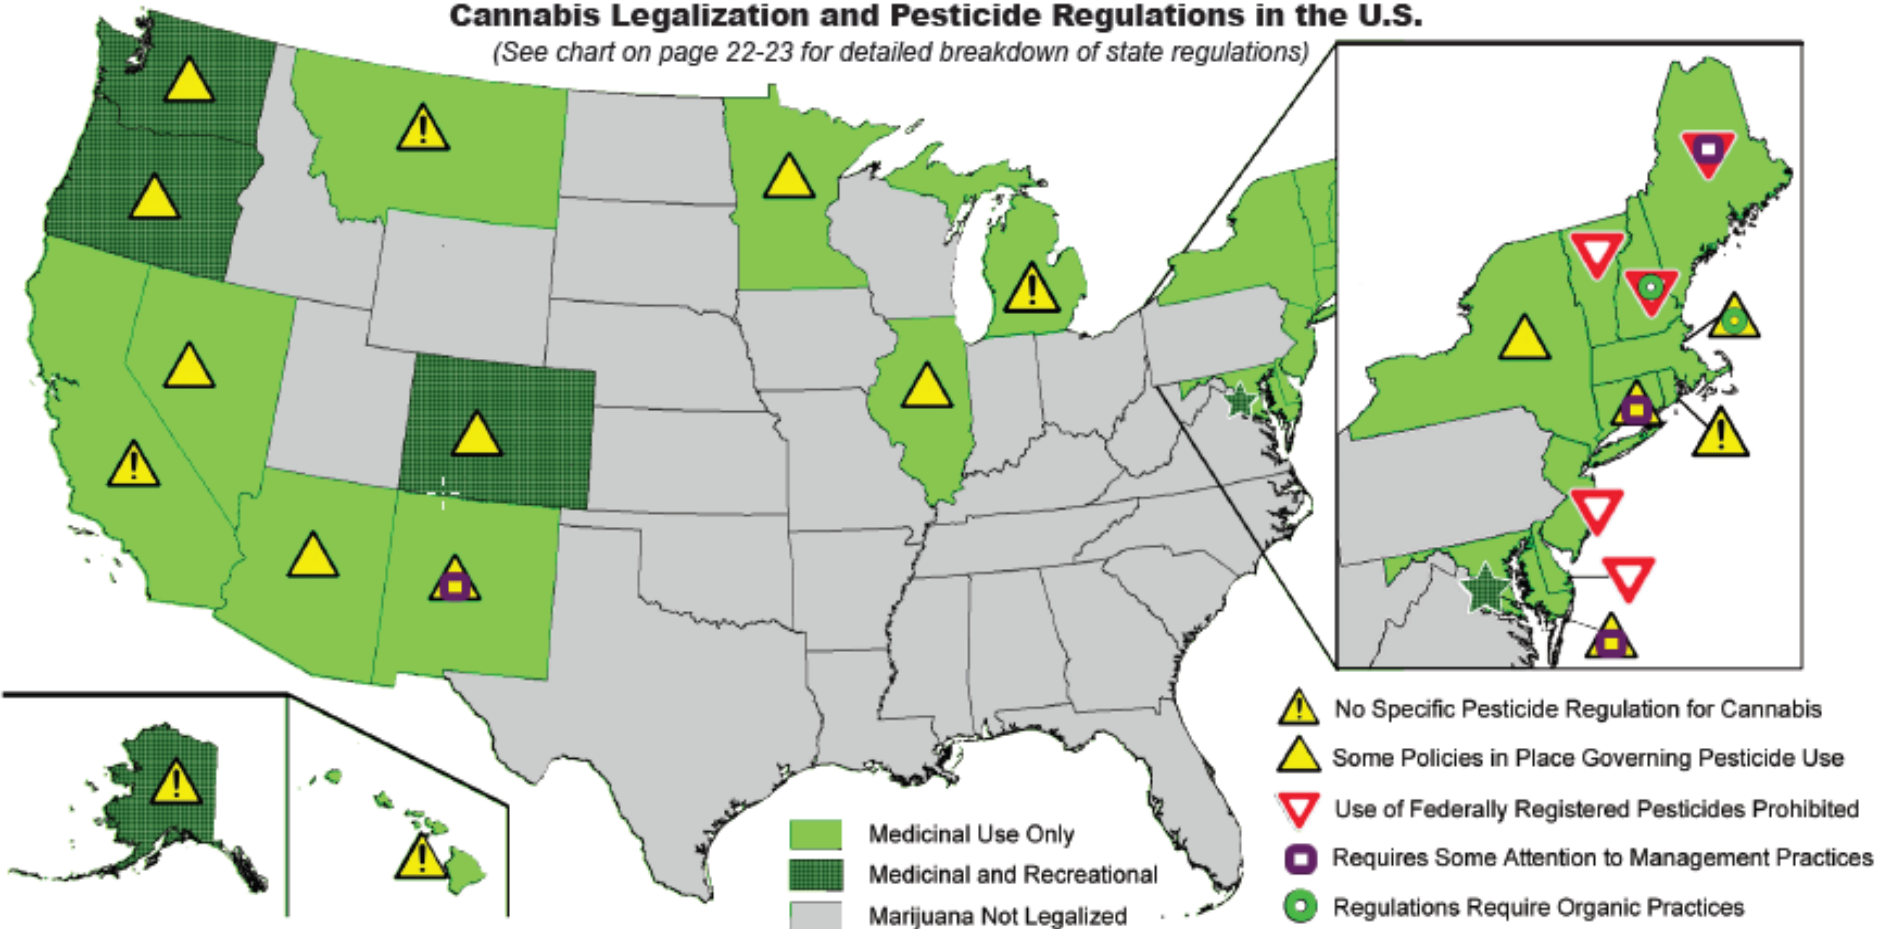 Cannabis Legalization and Pesticide Regulations in the U.S.
(See chart on page 22-23 for detailed breakdown of state regulations)
No Specific Pesticide Regulation for Cannabis
Some Policies in Place Governing Pesticide Use
Use of Federally Registered Pesticides Prohibited
Requires Some Attention to Management Practices
Regulations Require Organic Practices
Medicinal Use Only
Medicinal and Recreational
Marijuana Not Legalized